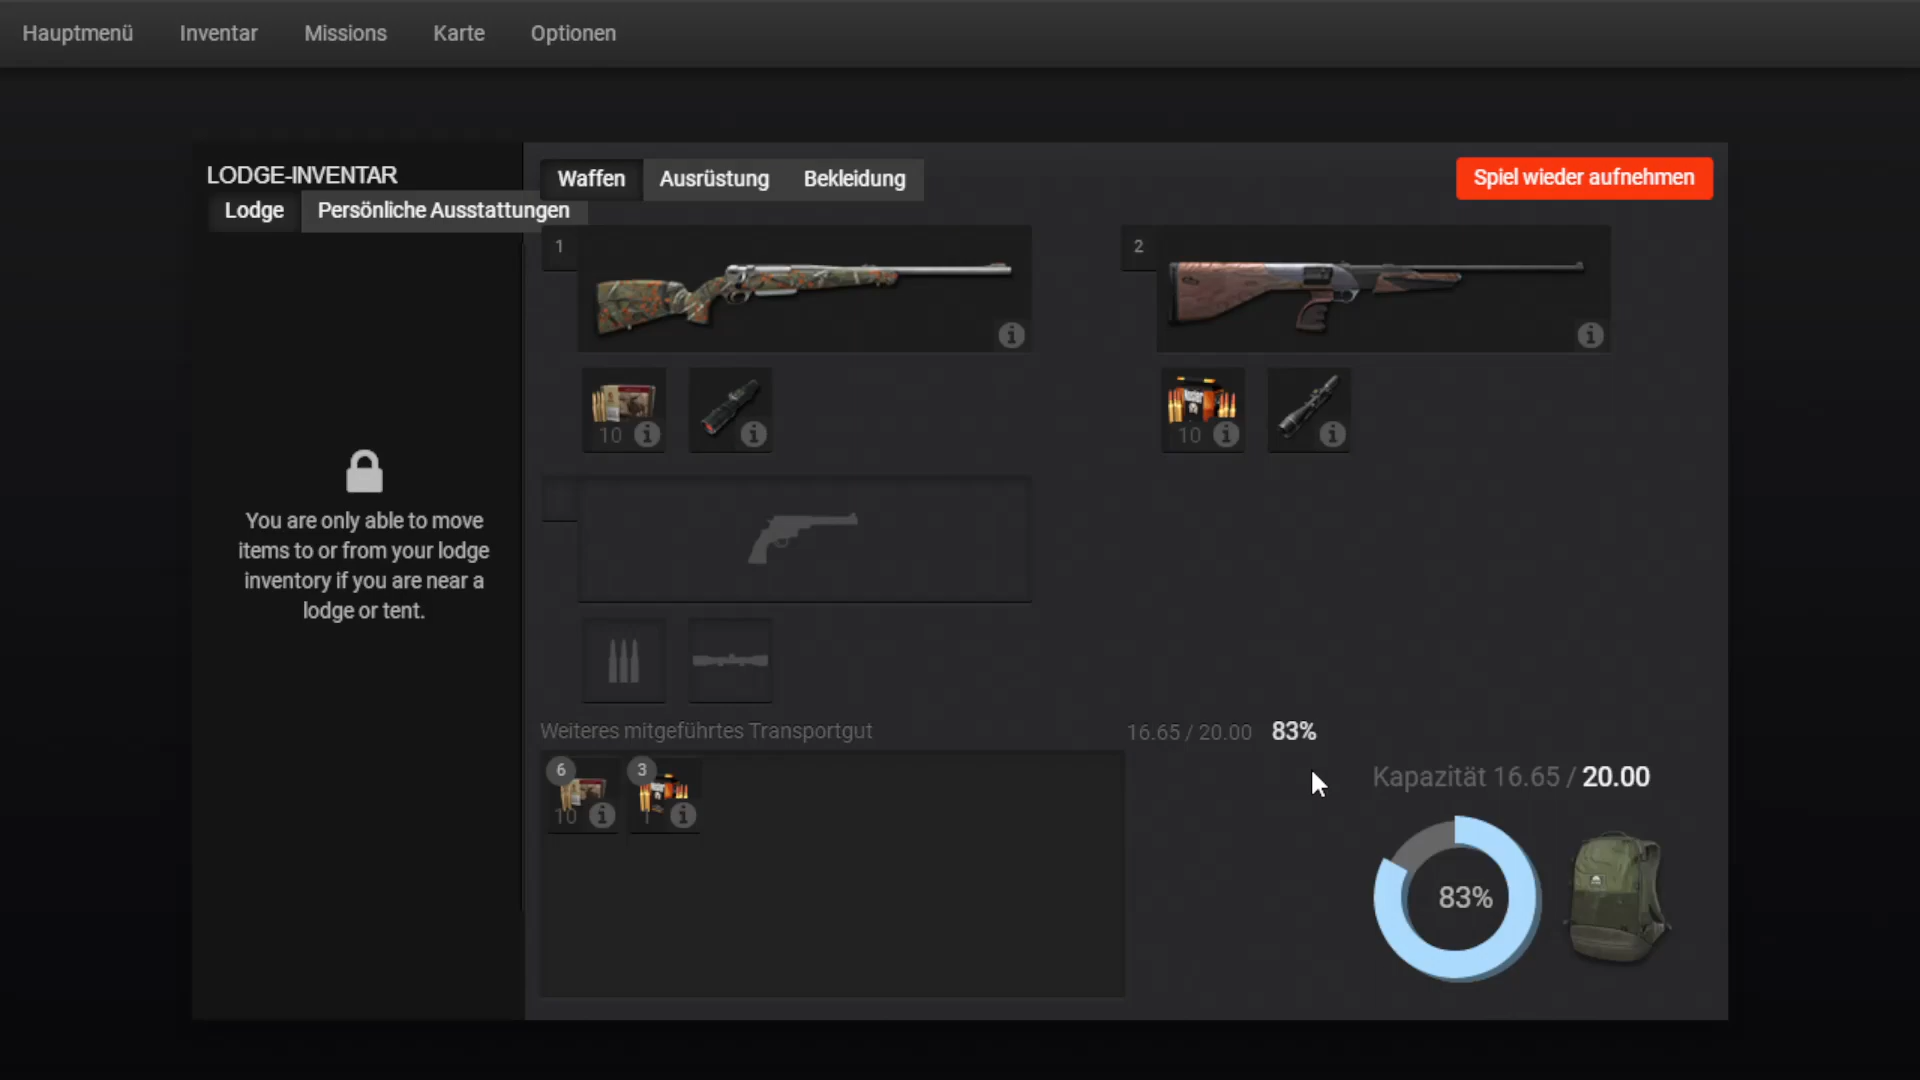 Hauptmenü Inventar Missions Karte Optionen
LODGE-INVENTAR
Lodge Persönliche Ausstattungen
You are only able to move
items to or from your lodge
inventory if you are near a
lodge or tent.
Waffen Ausrüstung Bekleidung
Spiel wieder aufnehmen
1
2
10
10
Weiteres mitgeführtes Transportgut
16.65 / 20.00 83%
6
10
3
1
Kapazität 16.65 / 20.00
83%